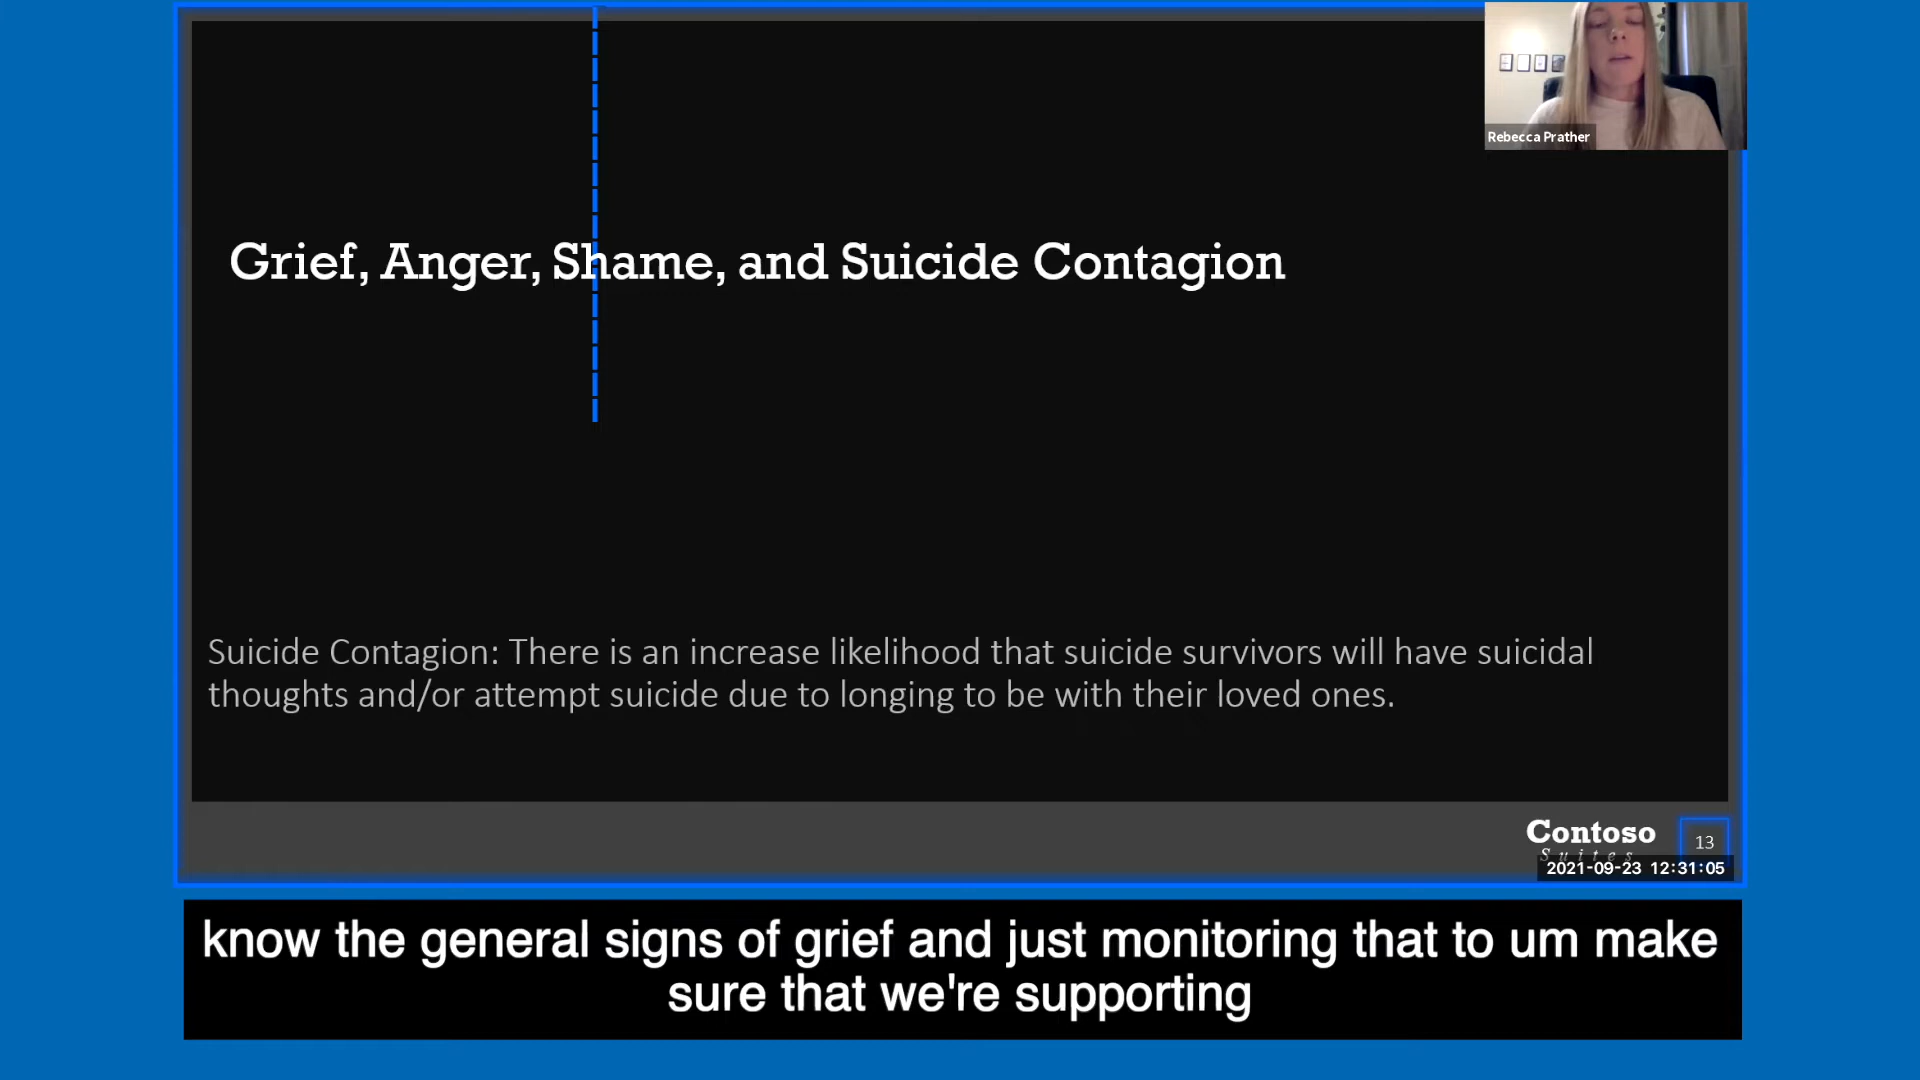 Rebecca Prather
Grief, Anger, Shame, and Suicide Contagion
Suicide Contagion: There is an increase likelihood that suicide survivors will have suicidal
thoughts and/or attempt suicide due to longing to be with their loved ones.
Contoso
Suites
13
2021-09-23 12:31:05
know the general signs of grief and just monitoring that to um make
sure that we're supporting